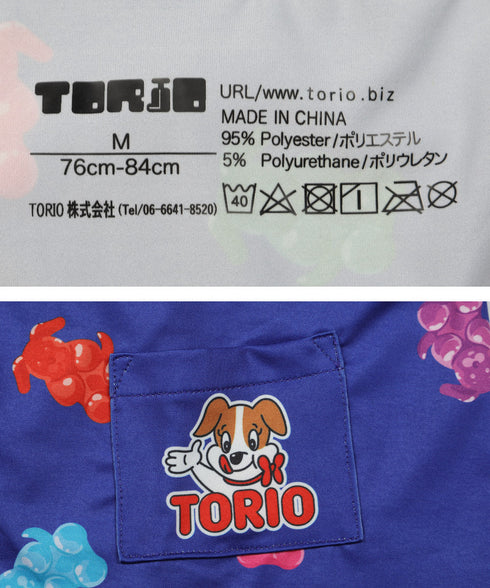 TORIO
M
76cm-84cm
TORIO 株式会社(Tel/06-6641-8520)
URL/www.torio.biz
MADE IN CHINA
95% Polyester/ポリエステル
5% Polyurethane/ポリウレタン
40
TORIO